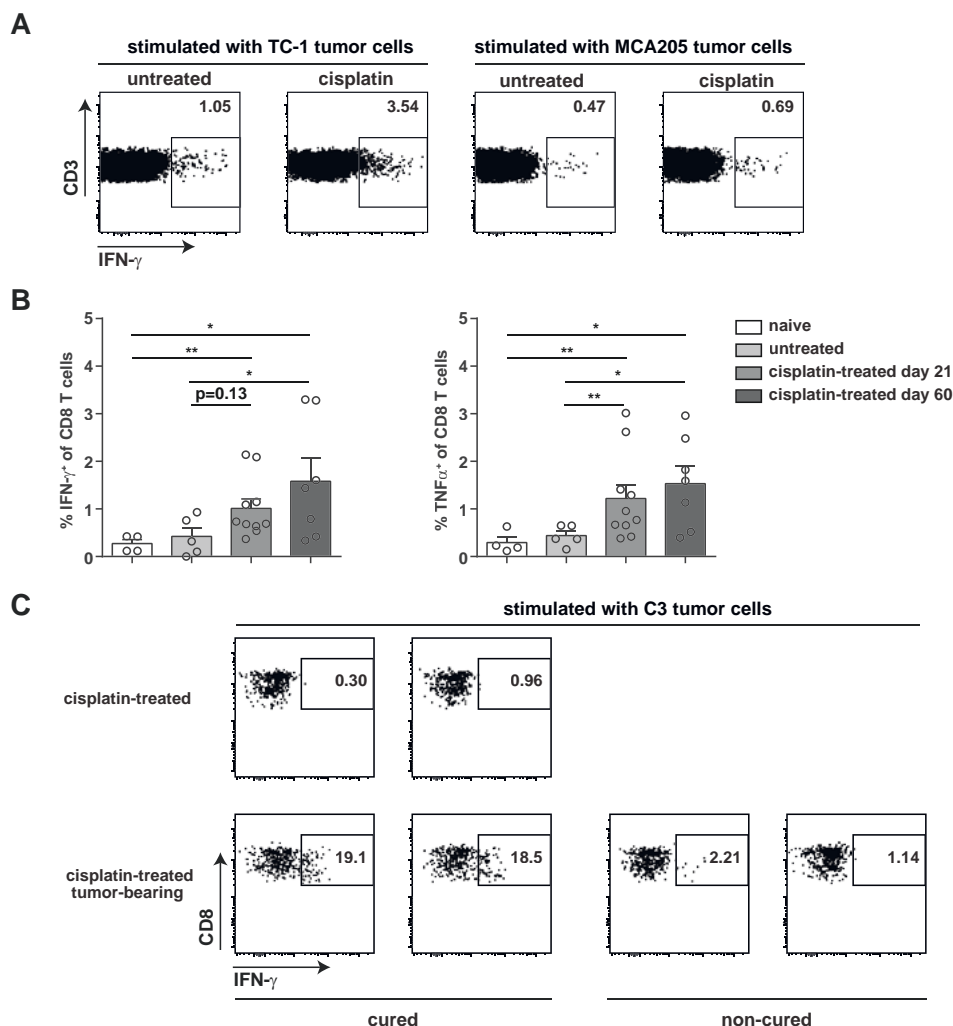 A
stimulated with TC-1 tumor cells
stimulated with MCA205 tumor cells
untreated
cisplatin
untreated
cisplatin
1.05
3.54
0.47
0.69
CD3
IFN-γ
B
5
4
3
2
1
0
% IFN-γ⁺ of CD8 T cells
*
**
*
p=0.13
5
4
3
2
1
0
% TNFα⁺ of CD8 T cells
*
**
*
**
naive
untreated
cisplatin-treated day 21
cisplatin-treated day 60
C
stimulated with C3 tumor cells
cisplatin-treated
0.30
0.96
cisplatin-treated
tumor-bearing
19.1
18.5
2.21
1.14
CD8
IFN-γ
cured
non-cured